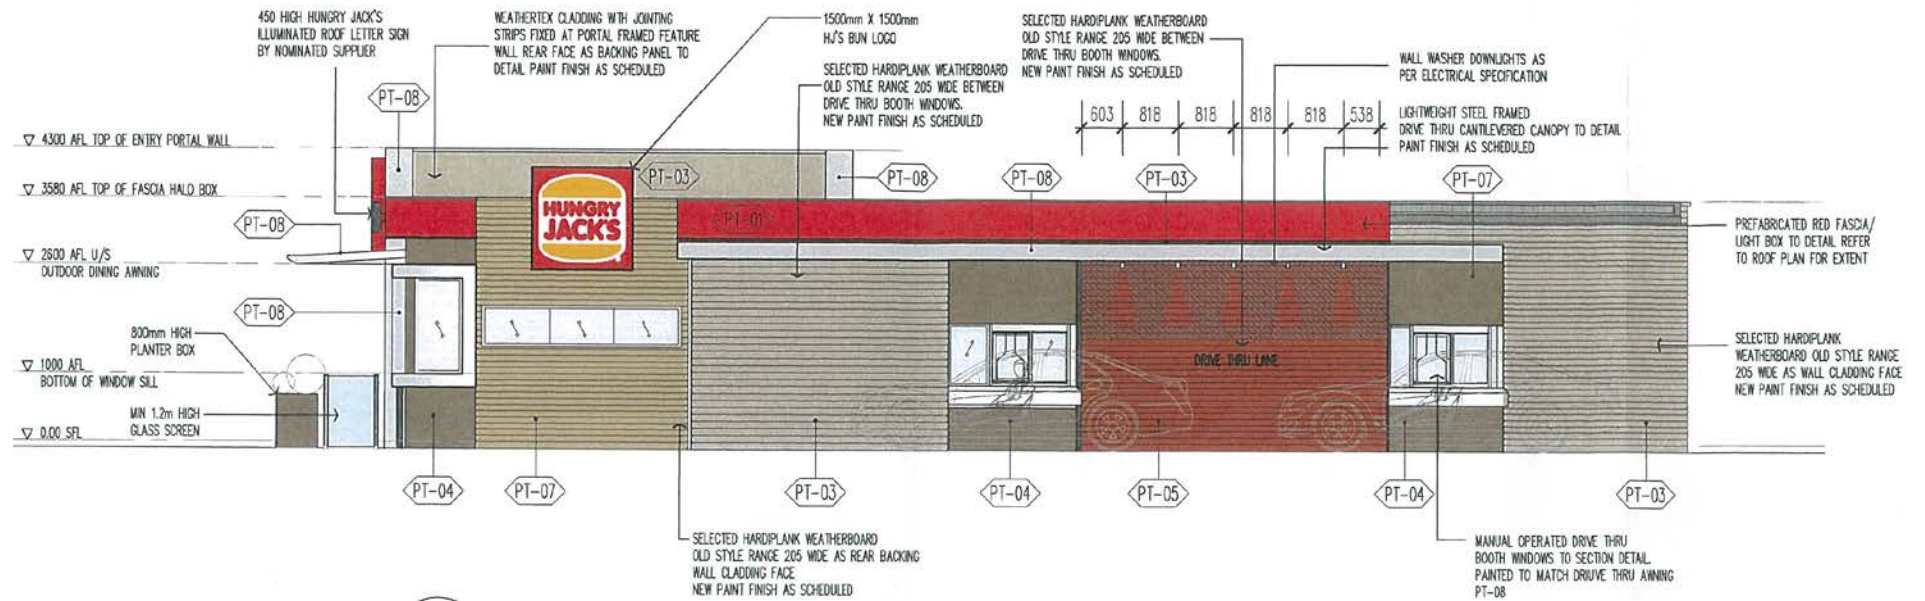 450 HIGH HUNGRY JACK'S
ILLUMINATED ROOF LETTER SIGN
BY NOMINATED SUPPLIER
WEATHERTEX CLADDING WITH JOINTING
STRIPS FIXED AT PORTAL FRAMED FEATURE
WALL REAR FACE AS BACKING PANEL TO
DETAIL PAINT FINISH AS SCHEDULED
1500mm X 1500mm
HJ'S BUN LOGO
SELECTED HARDIPLANK WEATHERBOARD
OLD STYLE RANGE 205 WIDE BETWEEN
DRIVE THRU BOOTH WINDOWS.
NEW PAINT FINISH AS SCHEDULED
SELECTED HARDIPLANK WEATHERBOARD
OLD STYLE RANGE 205 WIDE BETWEEN
DRIVE THRU BOOTH WINDOWS.
NEW PAINT FINISH AS SCHEDULED
WALL WASHER DOWNLIGHTS AS
PER ELECTRICAL SPECIFICATION
603 818 818 818 818 538
LIGHTWEIGHT STEEL FRAMED
DRIVE THRU CANTILEVERED CANOPY TO DETAIL
PAINT FINISH AS SCHEDULED
PT-08
4300 AFL TOP OF ENTRY PORTAL WALL
3580 AFL TOP OF FASCIA HALO BOX
PT-03
PT-08
PT-08
PT-03
PT-07
PT-08
HUNGRY
JACK'S
PT-01
PREFABRICATED RED FASCIA/
LIGHT BOX TO DETAIL REFER
TO ROOF PLAN FOR EXTENT
2600 AFL U/S
OUTDOOR DINING AWNING
PT-08
800mm HIGH
PLANTER BOX
1000 AFL
BOTTOM OF WINDOW SILL
DRIVE THRU LANE
SELECTED HARDIPLANK
WEATHERBOARD OLD STYLE RANGE
205 WIDE AS WALL CLADDING FACE
NEW PAINT FINISH AS SCHEDULED
MIN 1.2m HIGH
GLASS SCREEN
0.00 SFL
PT-04
PT-07
PT-03
PT-04
PT-05
PT-04
PT-03
SELECTED HARDIPLANK WEATHERBOARD
OLD STYLE RANGE 205 WIDE AS REAR BACKING
WALL CLADDING FACE
NEW PAINT FINISH AS SCHEDULED
MANUAL OPERATED DRIVE THRU
BOOTH WINDOWS TO SECTION DETAIL
PAINTED TO MATCH DRIUVE THRU AWNING
PT-08